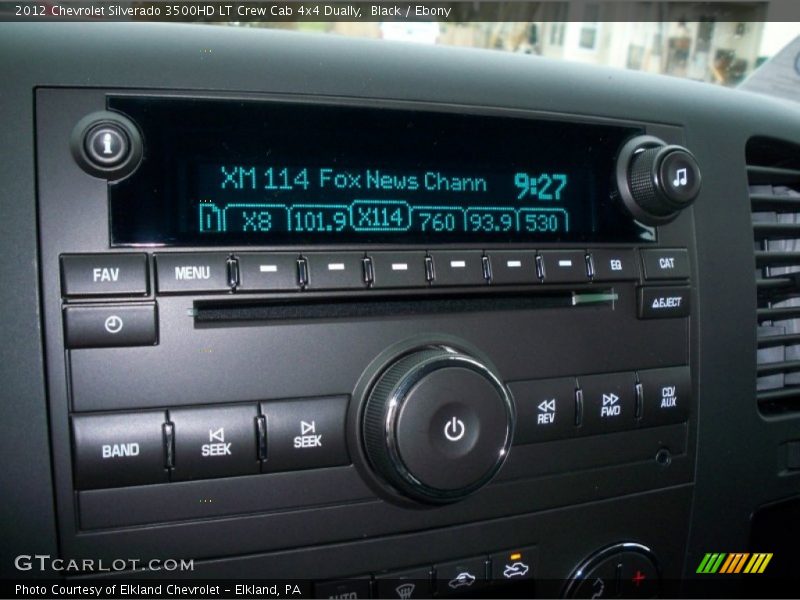 2012 Chevrolet Silverado 3500HD LT Crew Cab 4x4 Dually, Black / Ebony
i
XM 114 Fox News Chann 9:27
X8 101.9 X114 760 93.9 530
FAV MENU EQ CAT
EJECT
BAND SEEK SEEK REV FWD CD/
AUX
AUTO
GTCARLOT.COM
Photo Courtesy of Elkland Chevrolet - Elkland, PA